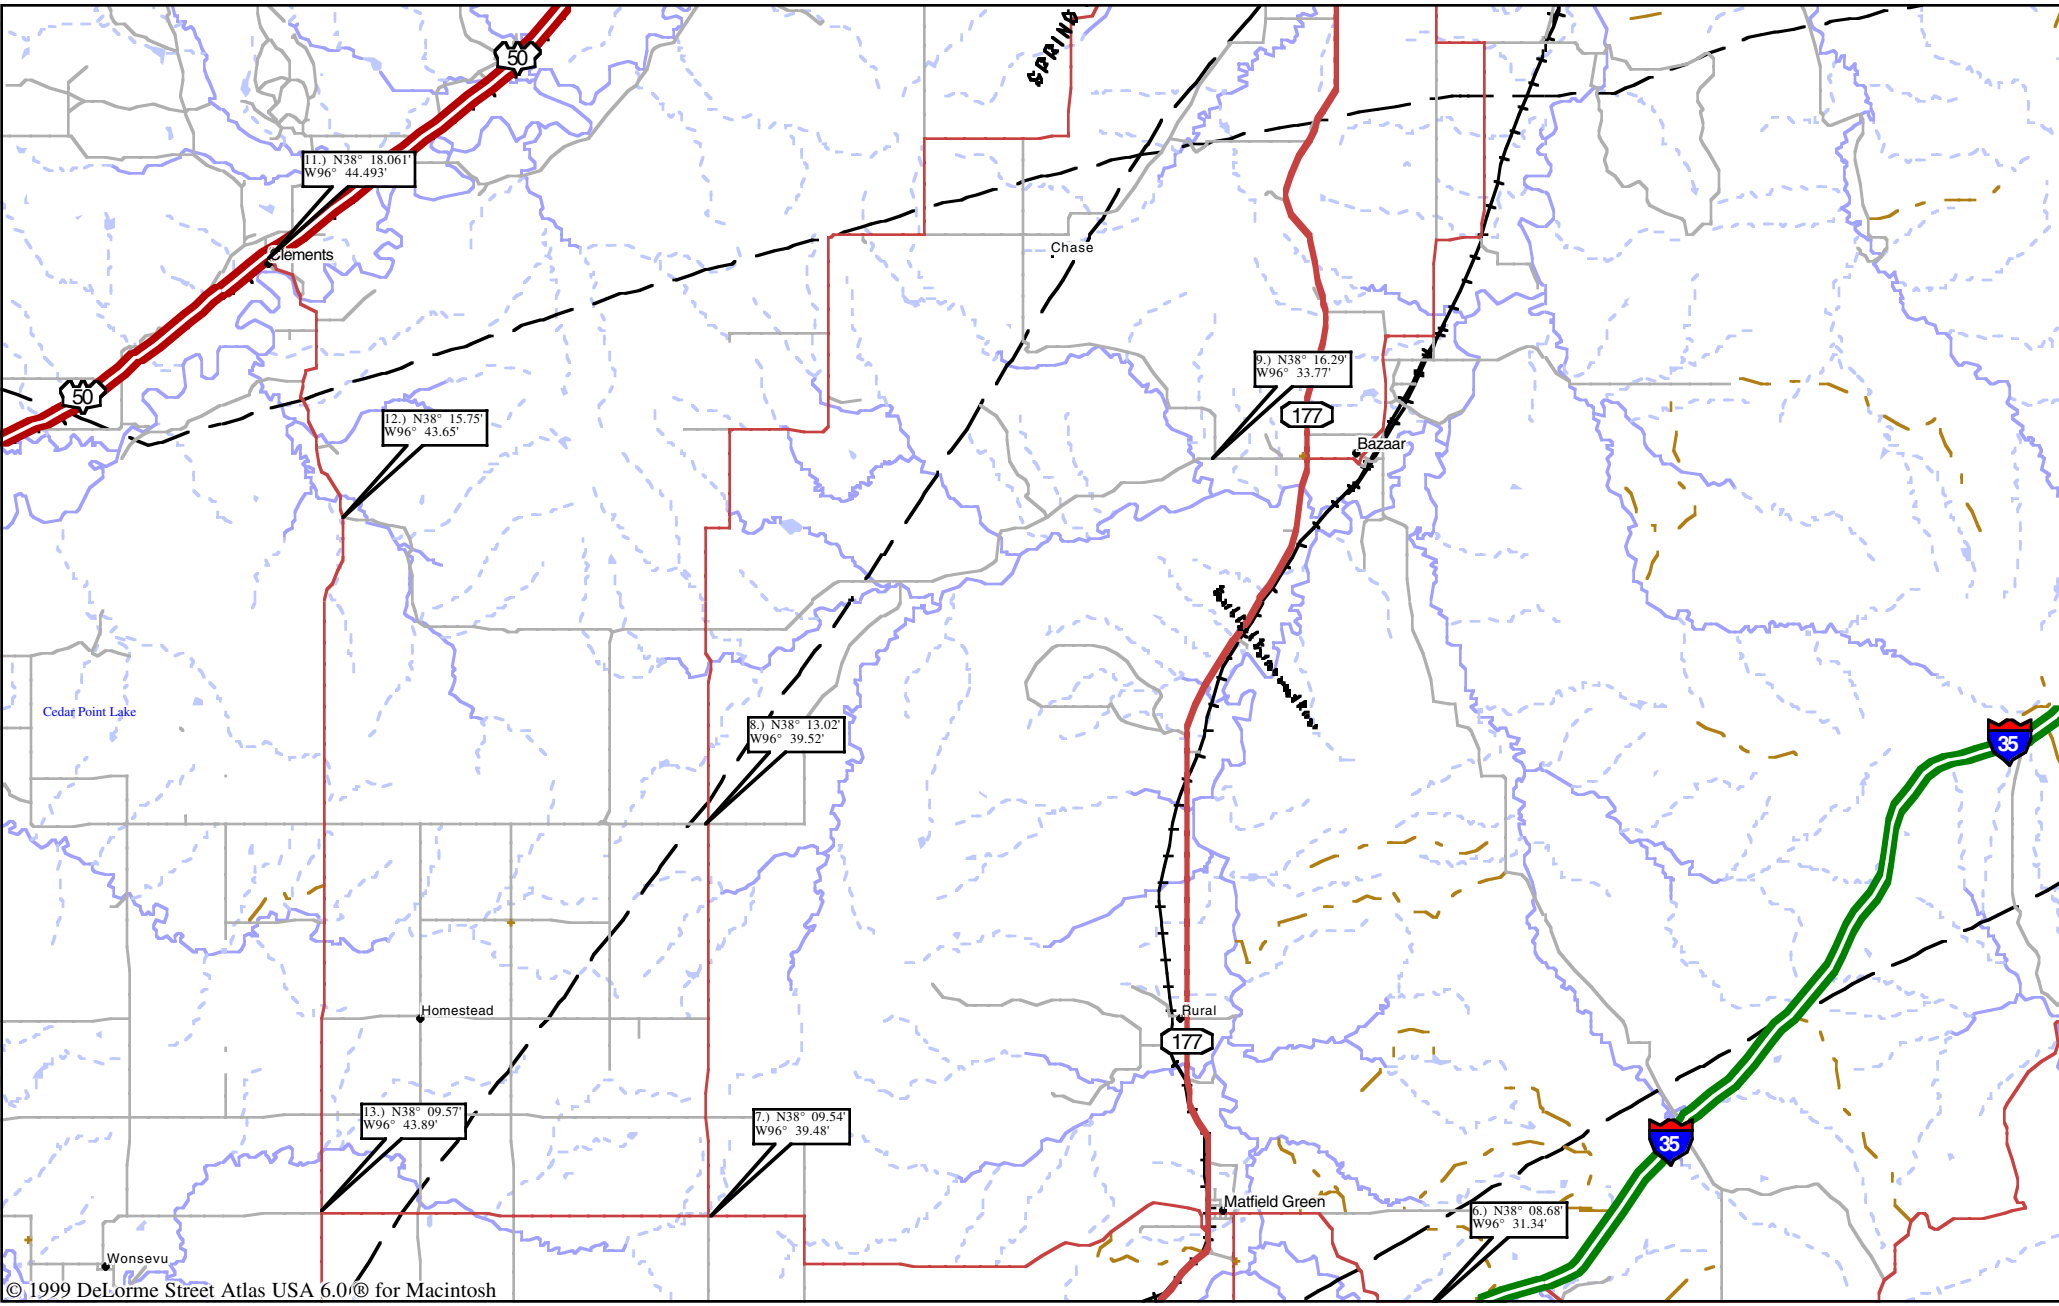 50
SPRING
11.) N38° 18.061'
W96° 44.493'
Clements
Chase
50
9.) N38° 16.29'
W96° 33.77'
12.) N38° 15.75'
W96° 43.65'
177
Bazaar
Cedar Point Lake
8.) N38° 13.02'
W96° 39.52'
35
Homestead
Rural
177
13.) N38° 09.57'
W96° 43.89'
7.) N38° 09.54'
W96° 39.48'
35
Matfield Green
6.) N38° 08.68'
W96° 31.34'
Wonsevu
© 1999 DeLorme Street Atlas USA 6.0® for Macintosh